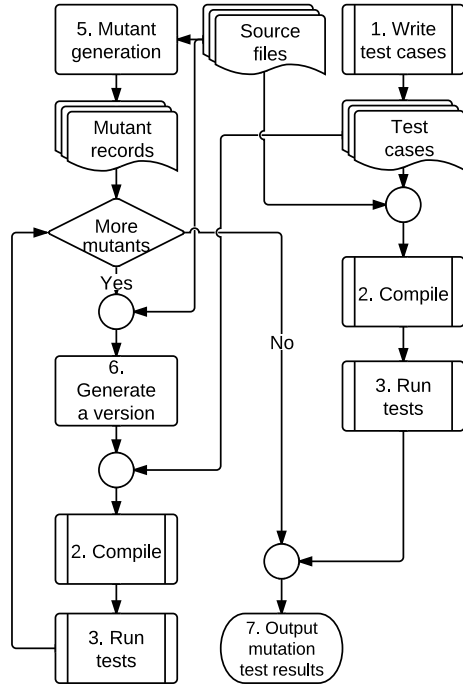 5. Mutant
generation
Source
files
1. Write
test cases
Mutant
records
Test
cases
More
mutants
Yes
2. Compile
No
6.
Generate
a version
3. Run
tests
2. Compile
3. Run
tests
7. Output
mutation
test results